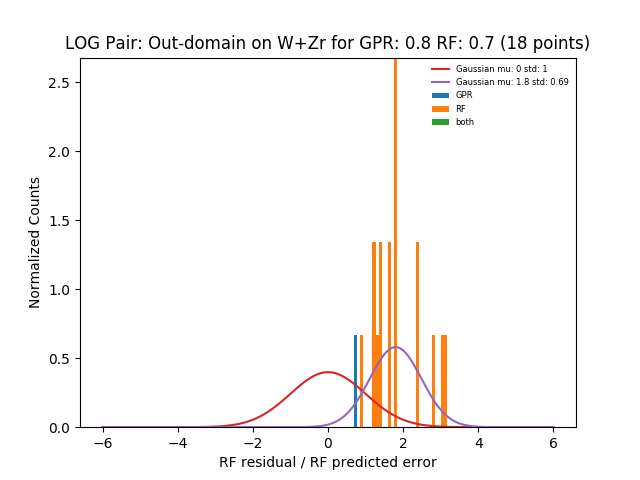 LOG Pair: Out-domain on W+Zr for GPR: 0.8 RF: 0.7 (18 points)
Gaussian mu: 0 std: 1
Gaussian mu: 1.8 std: 0.69
GPR
RF
both
Normalized Counts
2.5
2.0
1.5
1.0
0.5
0.0
−6 −4 −2 0 2 4 6
RF residual / RF predicted error